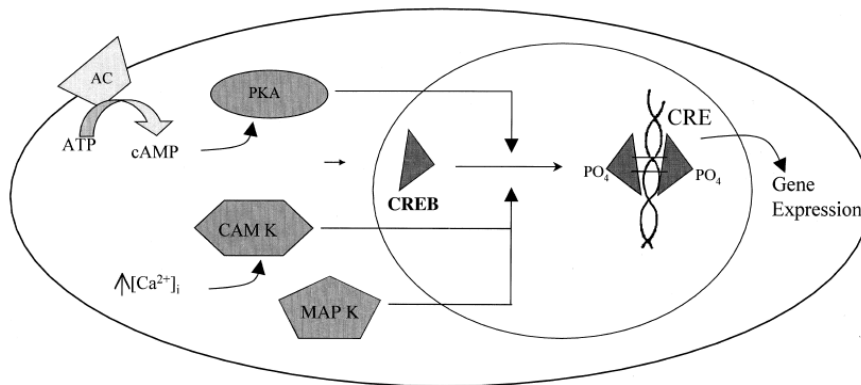 AC
PKA
ATP
cAMP
CRE
CREB
PO₄
PO₄
Gene
Expression
CAM K
↑[Ca²⁺]ᵢ
MAP K